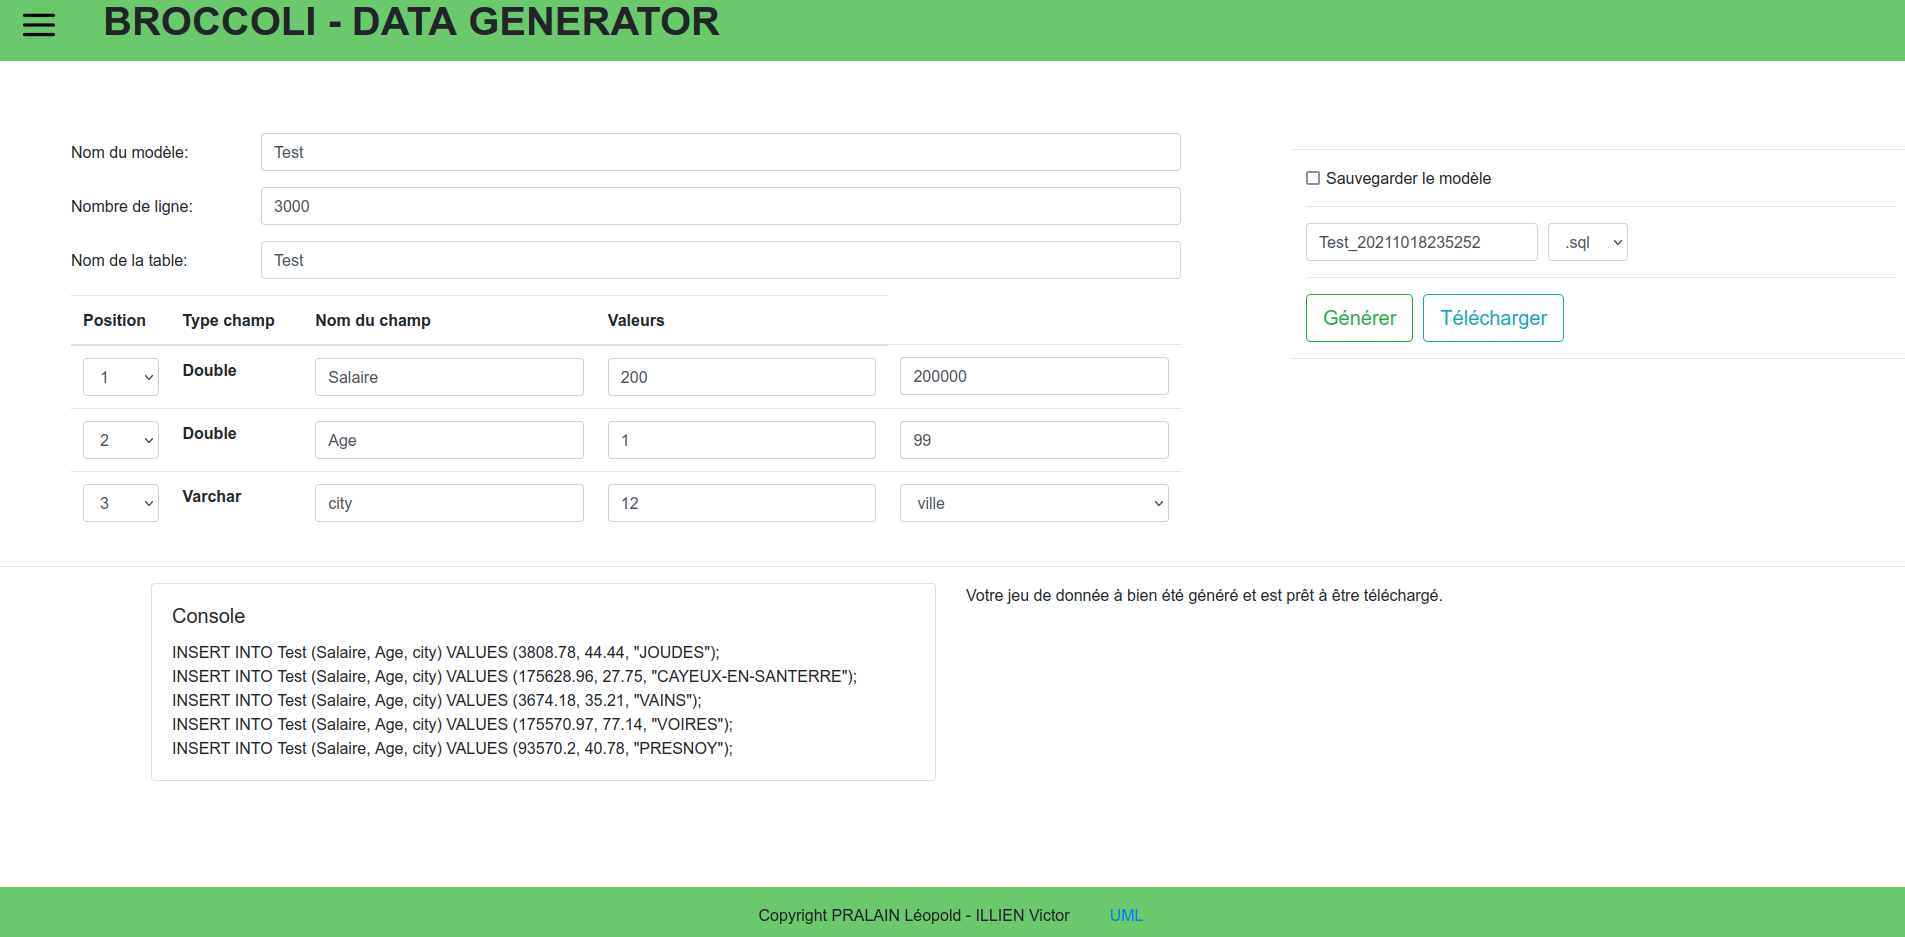 BROCCOLI - DATA GENERATOR
Nom du modèle: Test
Nombre de ligne: 3000
Nom de la table: Test
Sauvegarder le modèle
Test_20211018235252 .sql
Générer Télécharger
Position Type champ Nom du champ Valeurs
1 Double Salaire 200 200000
2 Double Age 1 99
3 Varchar city 12 ville
Console
INSERT INTO Test (Salaire, Age, city) VALUES (3808.78, 44.44, "JOUDES");
INSERT INTO Test (Salaire, Age, city) VALUES (175628.96, 27.75, "CAYEUX-EN-SANTERRE");
INSERT INTO Test (Salaire, Age, city) VALUES (3674.18, 35.21, "VAINS");
INSERT INTO Test (Salaire, Age, city) VALUES (175570.97, 77.14, "VOIRES");
INSERT INTO Test (Salaire, Age, city) VALUES (93570.2, 40.78, "PRESNOY");
Votre jeu de donnée à bien été généré et est prêt à être téléchargé.
Copyright PRALAIN Léopold - ILLIEN Victor UML